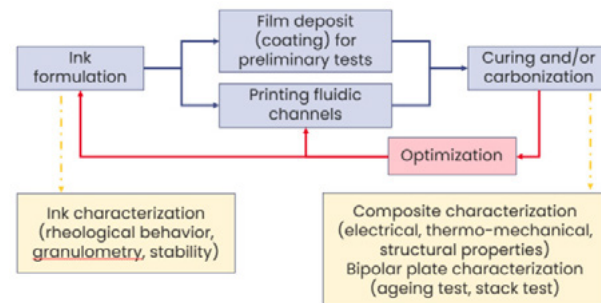 Film deposit
(coating) for
preliminary tests
Ink
formulation
Curing and/or
carbonization
Printing fluidic
channels
Optimization
Ink characterization
(rheological behavior,
granulometry, stability)
Composite characterization
(electrical, thermo-mechanical,
structural properties)
Bipolar plate characterization
(ageing test, stack test)